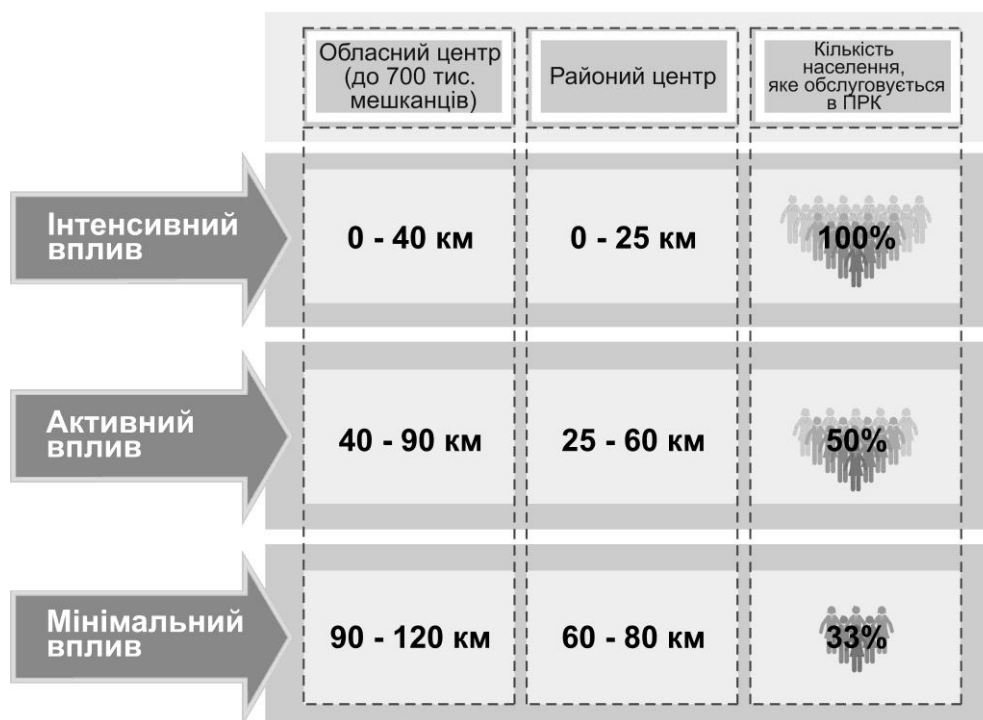 Обласний центр
(до 700 тис.
мешканців)
Районий центр
Кількість
населення,
яке обслуговується
в ПРК
Інтенсивний
вплив
0 - 40 км
0 - 25 км
100%
Активний
вплив
40 - 90 км
25 - 60 км
50%
Мінімальний
вплив
90 - 120 км
60 - 80 км
33%